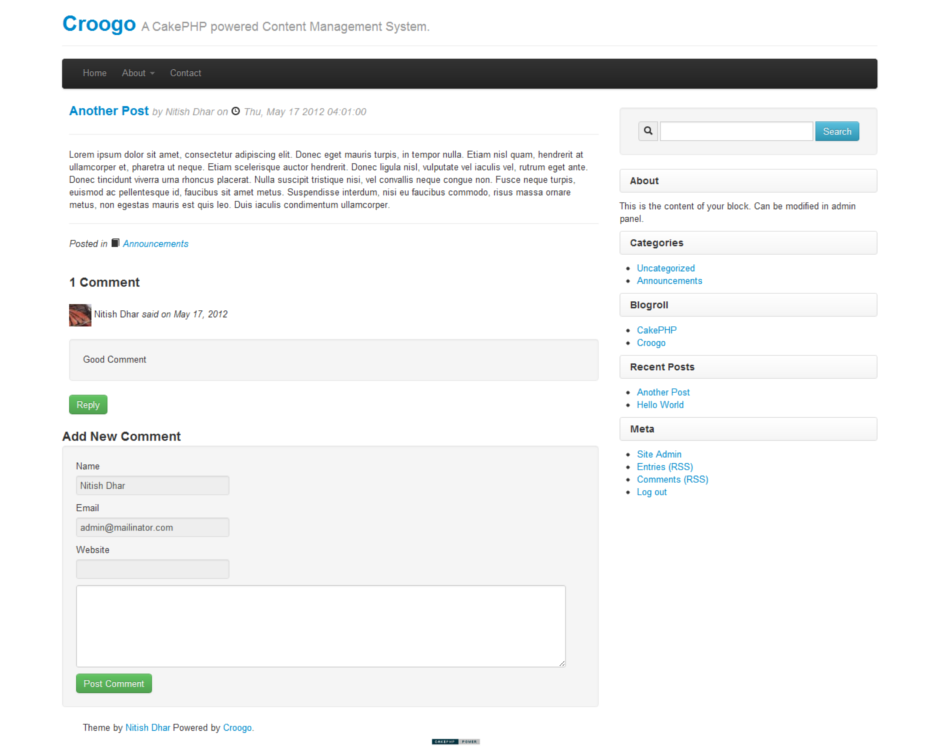 Croogo A CakePHP powered Content Management System.
Home About Contact
Another Post by Nitish Dhar on Thu, May 17 2012 04:01:00
Lorem ipsum dolor sit amet, consectetur adipiscing elit. Donec eget mauris turpis, in tempor nulla. Etiam nisl quam, hendrerit at
ullamcorper et, pharetra ut neque. Etiam scelerisque auctor hendrerit. Donec ligula nisl, vulputate vel iaculis vel, rutrum eget ante.
Donec tincidunt viverra urna rhoncus placerat. Nulla suscipit tristique nisi, vel convallis neque congue non. Fusce neque turpis,
euismod ac pellentesque id, faucibus sit amet metus. Suspendisse interdum, nisi eu faucibus commodo, risus massa ornare
metus, non egestas mauris est quis leo. Duis iaculis condimentum ullamcorper.
Posted in Announcements
1 Comment
Nitish Dhar said on May 17, 2012
Good Comment
Reply
Add New Comment
Name
Nitish Dhar
Email
admin@mailinator.com
Website
Post Comment
Search
About
This is the content of your block. Can be modified in admin
panel.
Categories
Uncategorized
Announcements
Blogroll
CakePHP
Croogo
Recent Posts
Another Post
Hello World
Meta
Site Admin
Entries (RSS)
Comments (RSS)
Log out
Theme by Nitish Dhar Powered by Croogo.
CAKEPHP POWER